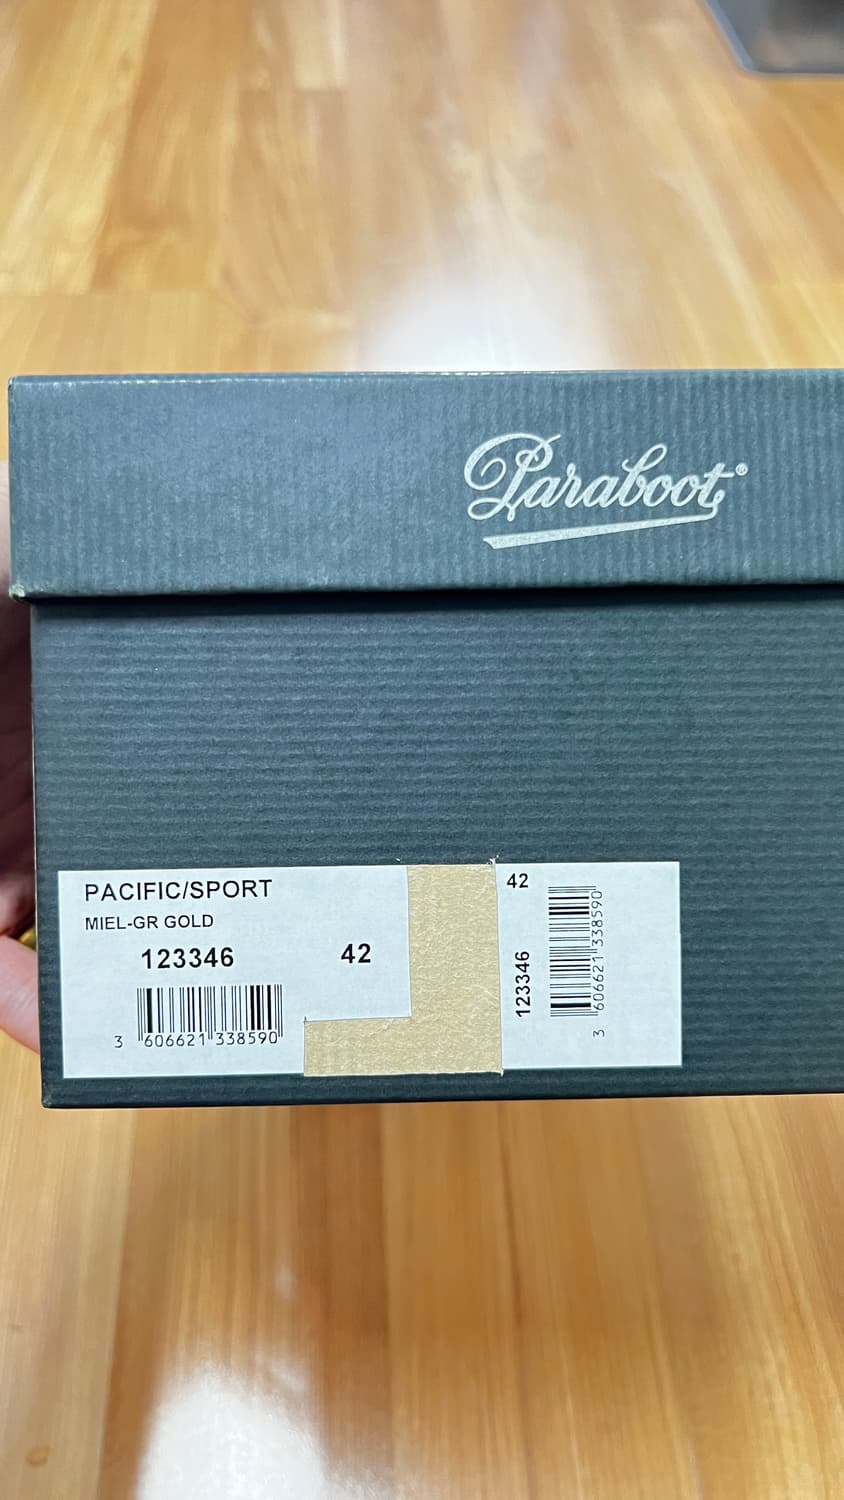 Paraboot®
PACIFIC/SPORT
MIEL-GR GOLD
123346 42
3 606621 338590
42
123346
3 606621 338590